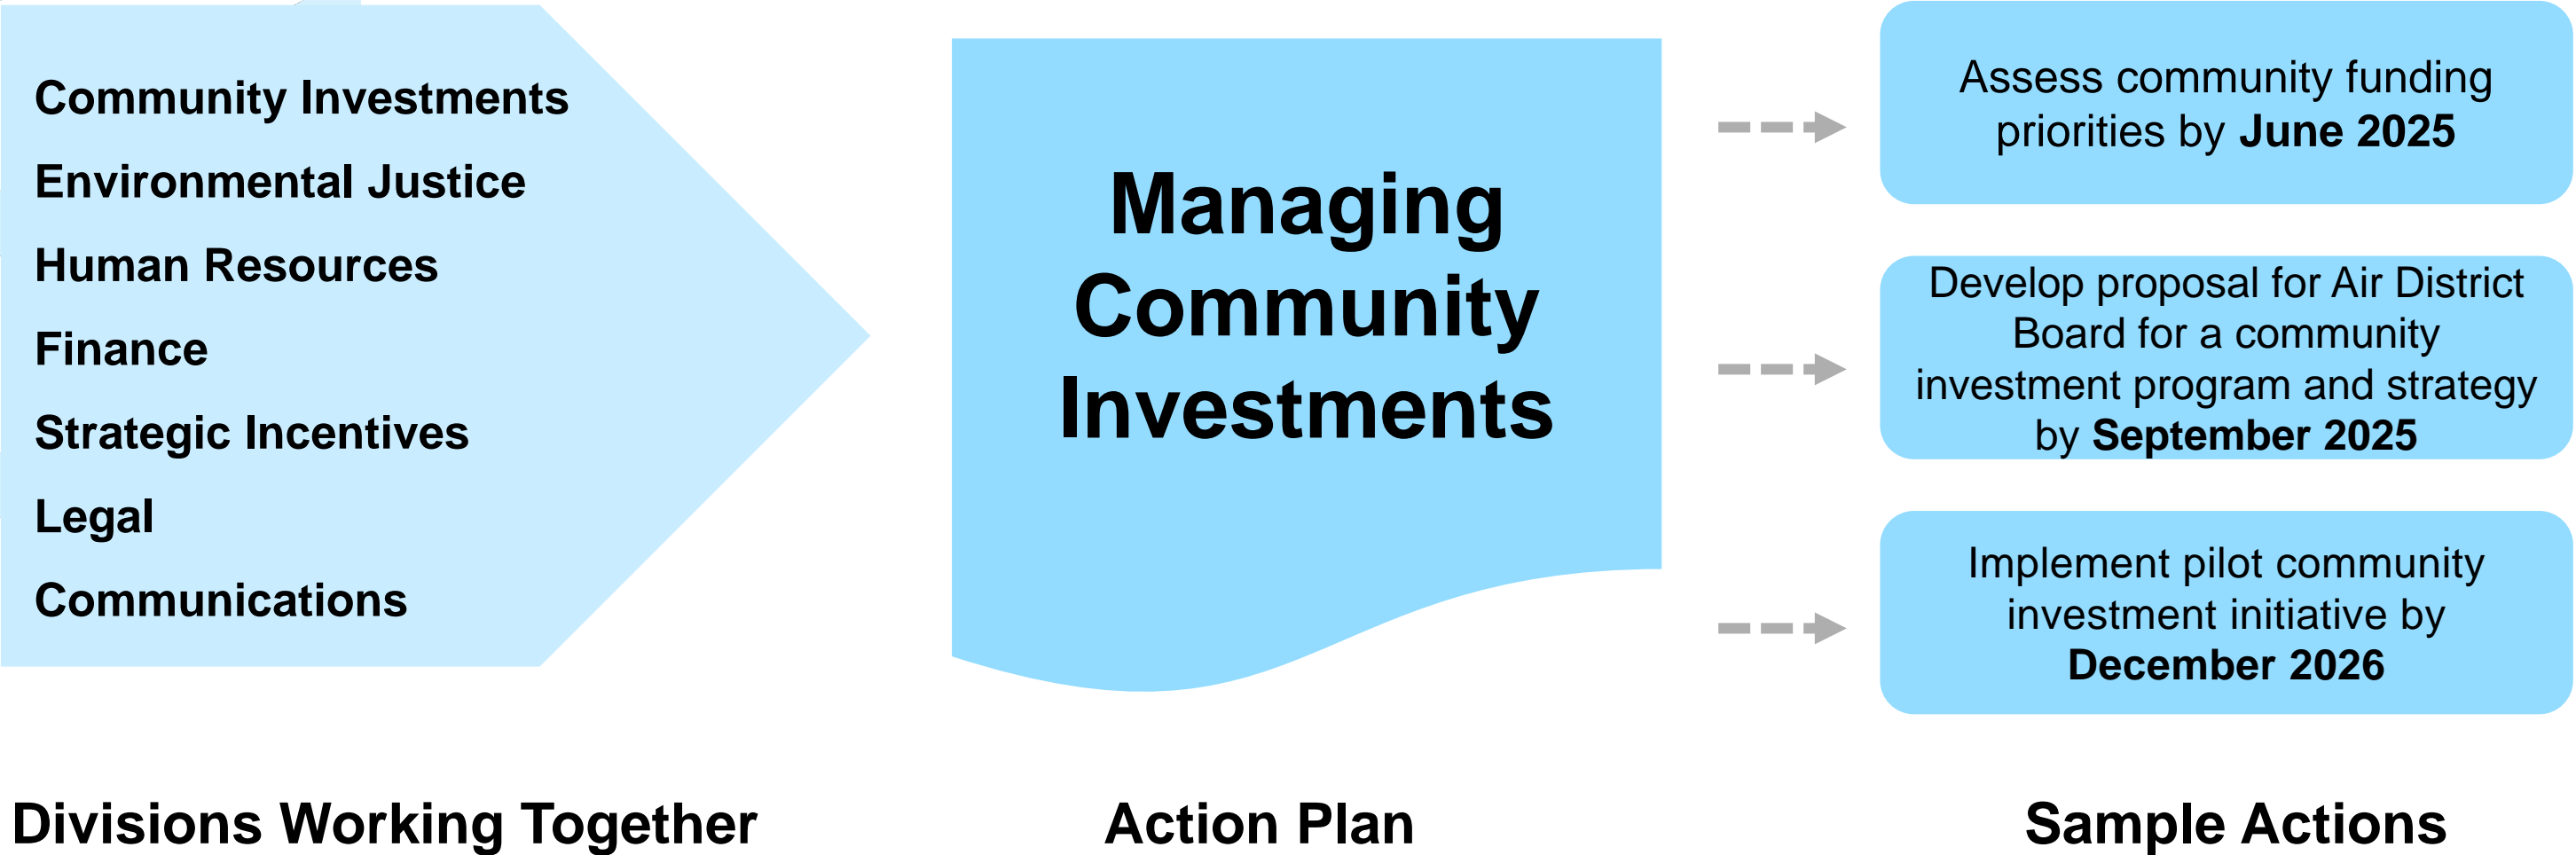 Community Investments
Environmental Justice
Human Resources
Finance
Strategic Incentives
Legal
Communications
Divisions Working Together
Managing
Community
Investments
Action Plan
Assess community funding
priorities by June 2025
Develop proposal for Air District
Board for a community
investment program and strategy
by September 2025
Implement pilot community
investment initiative by
December 2026
Sample Actions